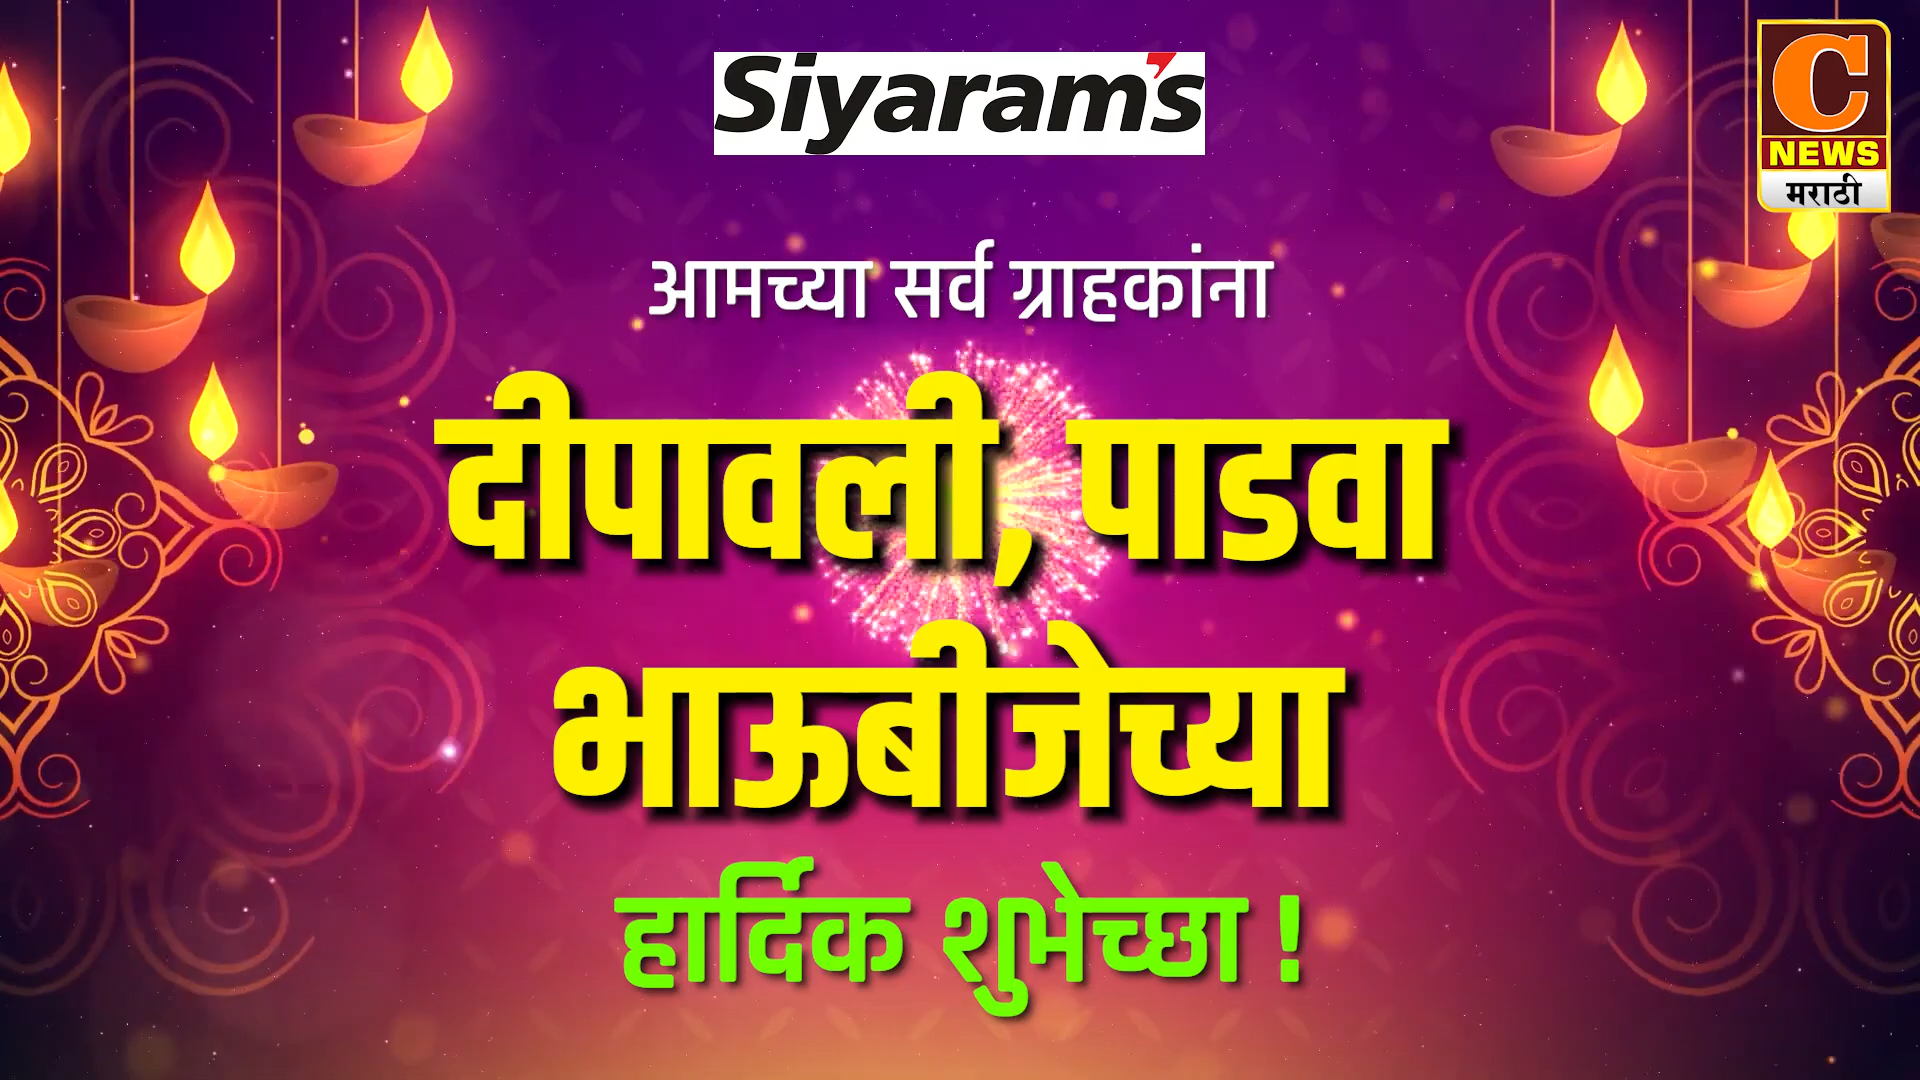 Siyaram's
C
NEWS
मराठी
आमच्या सर्व ग्राहकांना
दीपावली, पाडवा
भाऊबीजेच्या
हार्दिक शुभेच्छा !